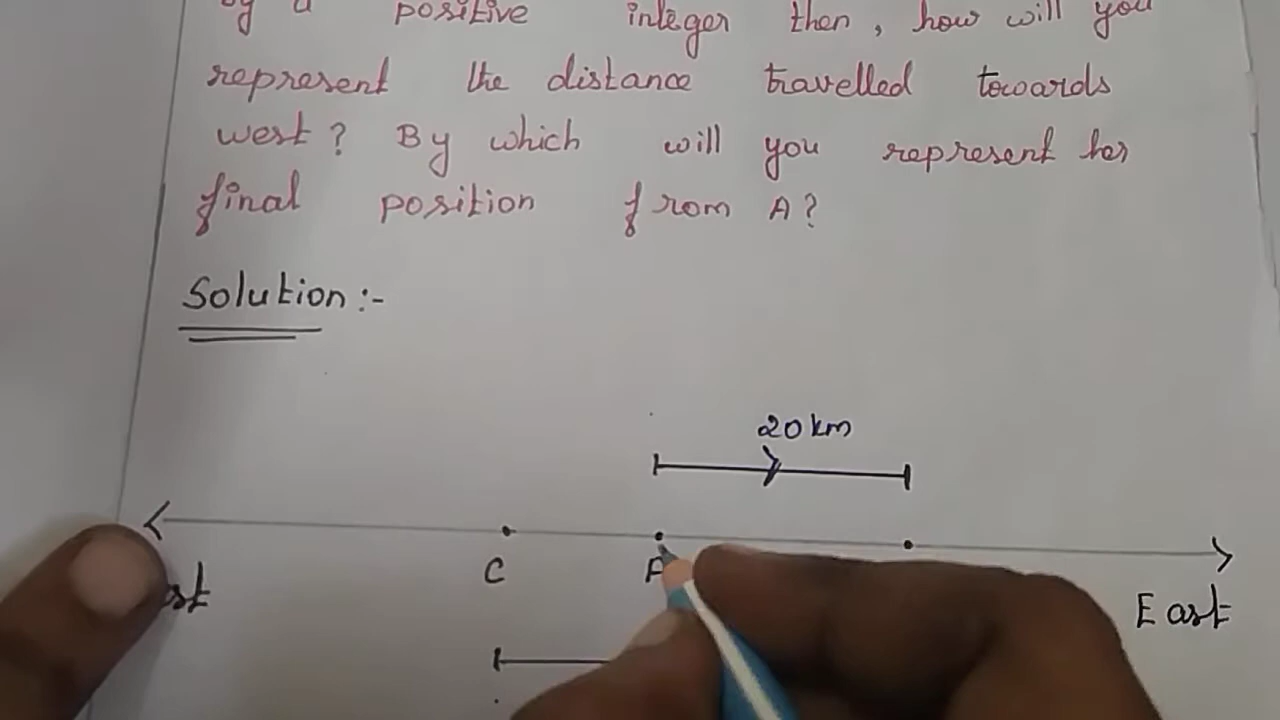 by a positive integer then, how will you
represent the distance travelled towards
west? By which will you represent her
final position from A?
Solution :-
20 km
C
East